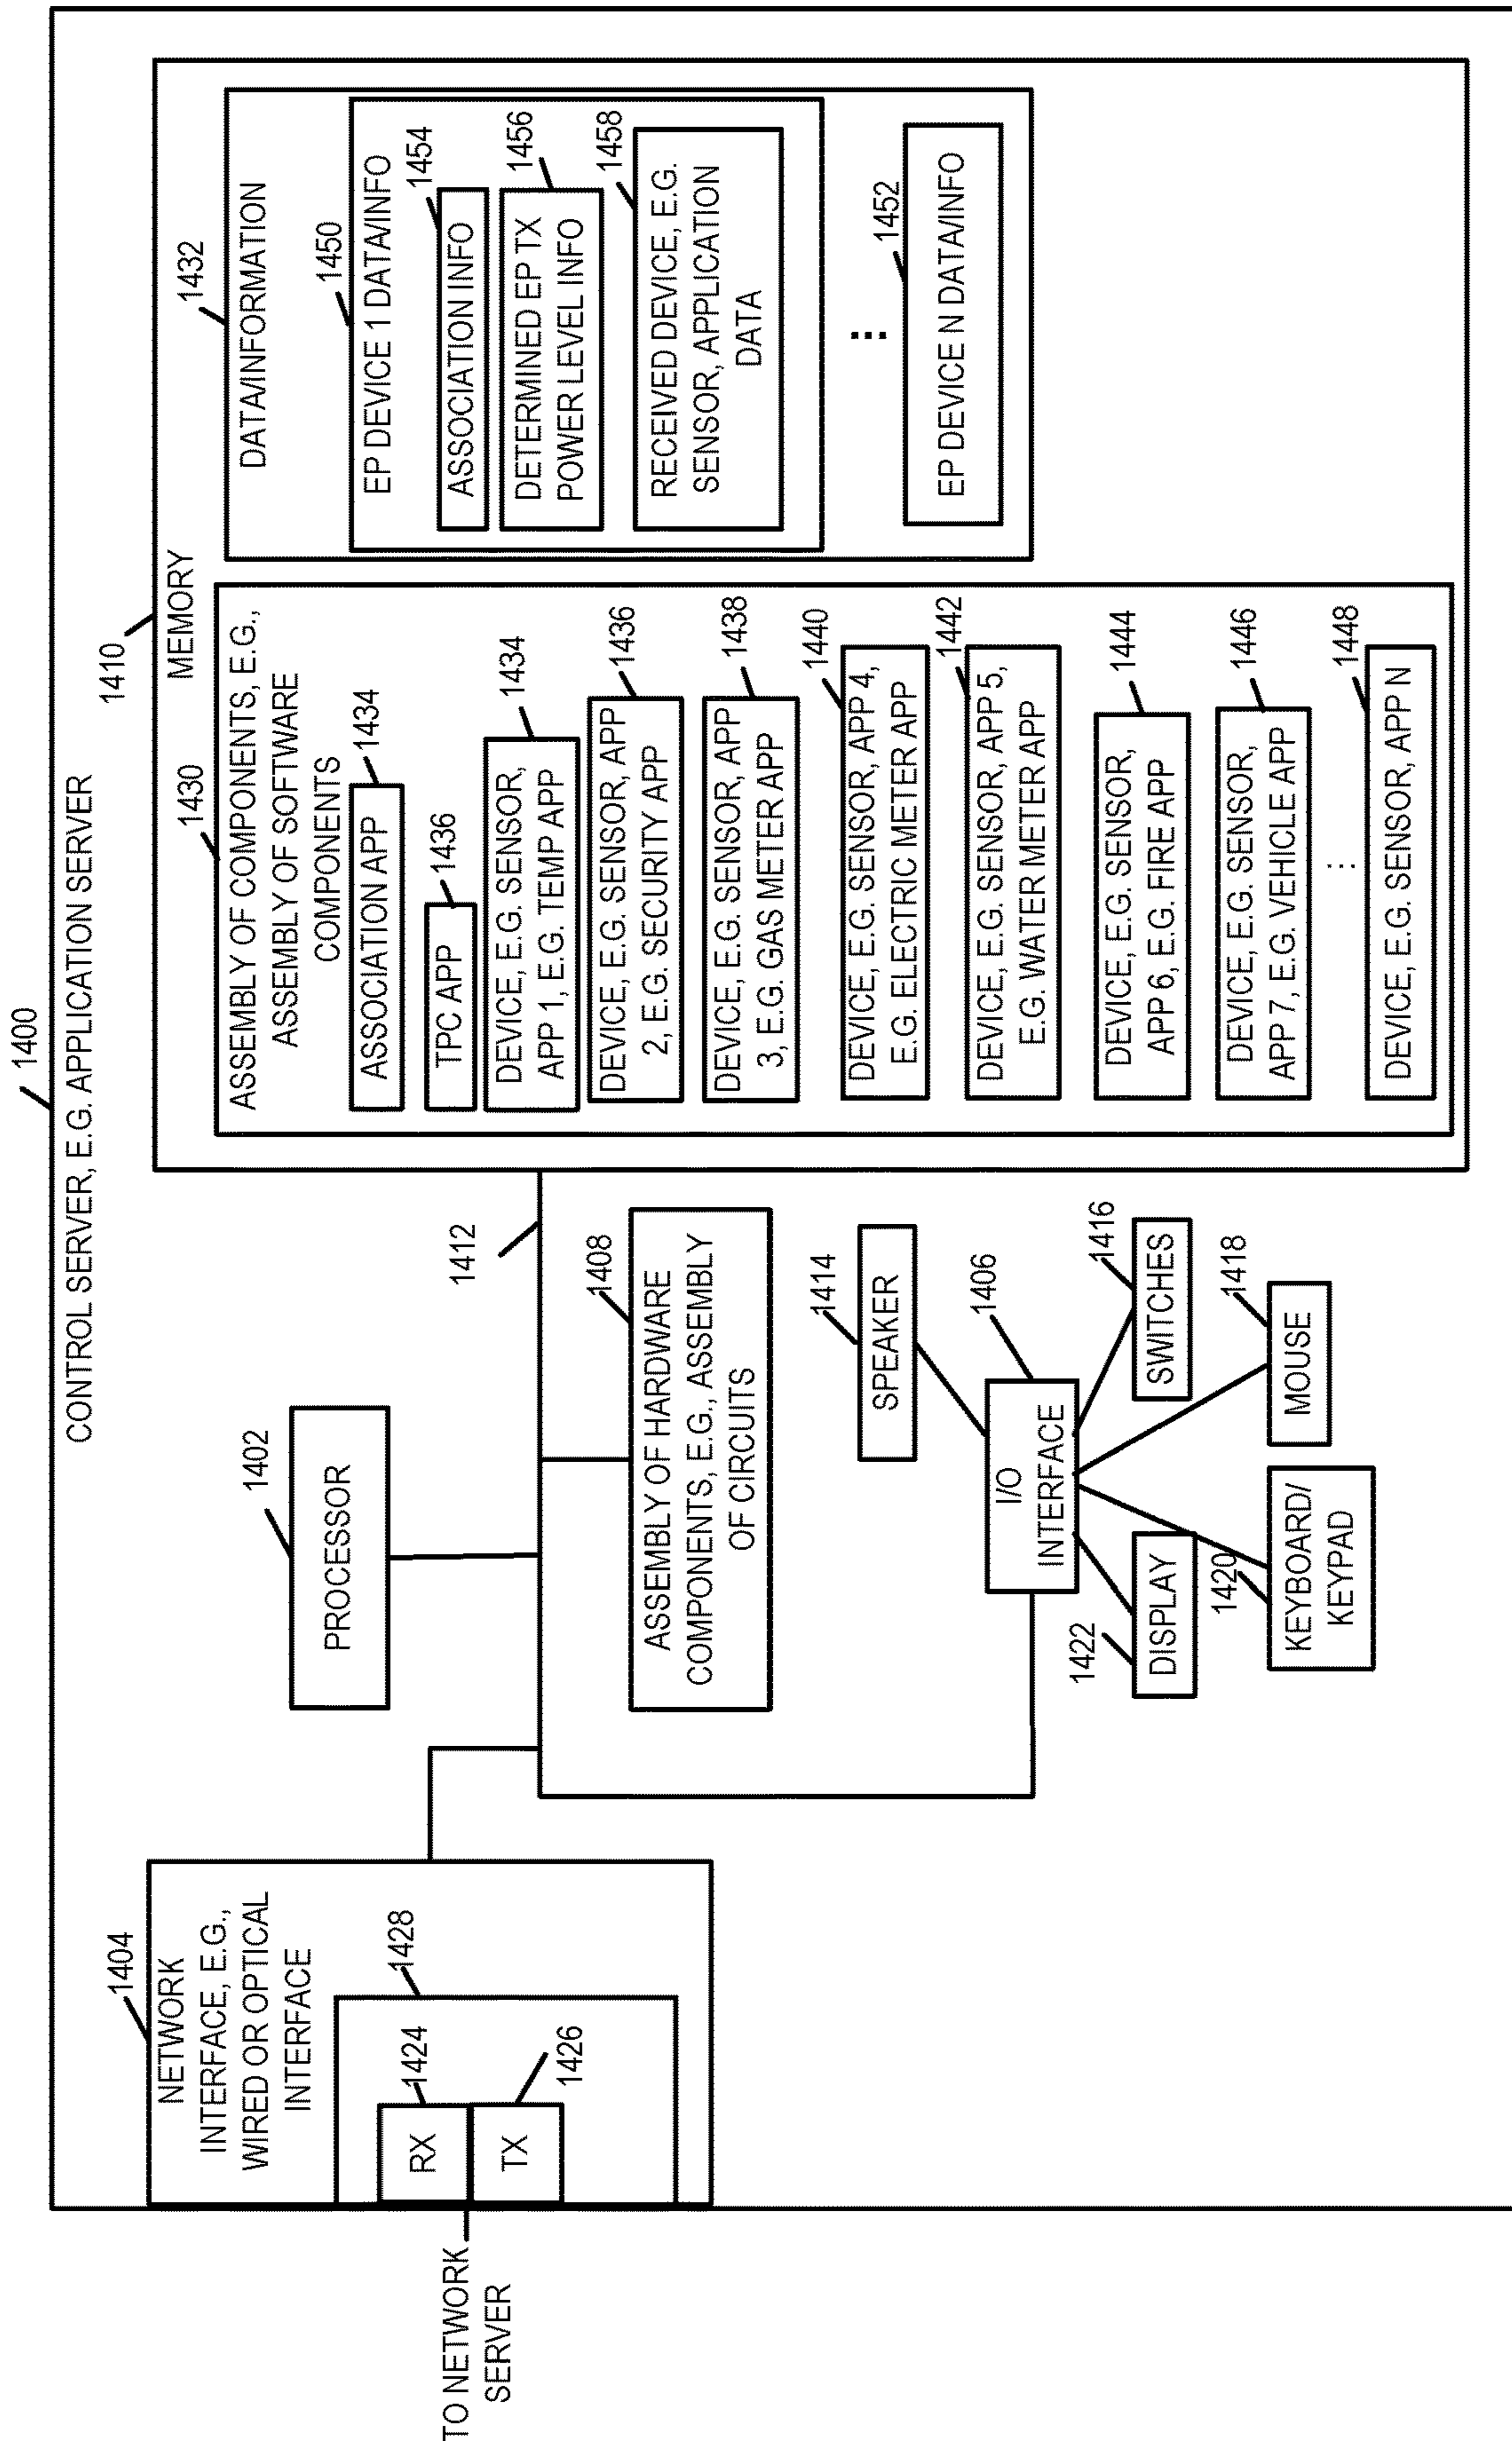 1400
CONTROL SERVER, E.G. APPLICATION SERVER
1404
NETWORK
INTERFACE, E.G.,
WIRED OR OPTICAL
INTERFACE
1428
RX
1424
TX
1426
TO NETWORK
SERVER
1402
PROCESSOR
1412
1408
ASSEMBLY OF HARDWARE
COMPONENTS, E.G., ASSEMBLY
OF CIRCUITS
1414
SPEAKER
1406
I/O
INTERFACE
1416
SWITCHES
1418
MOUSE
1420
KEYBOARD/
KEYPAD
1422
DISPLAY
1410
MEMORY
1430
ASSEMBLY OF COMPONENTS, E.G.,
ASSEMBLY OF SOFTWARE
COMPONENTS
1434
ASSOCIATION APP
1436
TPC APP
1434
DEVICE, E.G. SENSOR,
APP 1, E.G. TEMP APP
1436
DEVICE, E.G. SENSOR, APP
2, E.G. SECURITY APP
1438
DEVICE, E.G. SENSOR, APP
3, E.G. GAS METER APP
1440
DEVICE, E.G. SENSOR, APP 4,
E.G. ELECTRIC METER APP
1442
DEVICE, E.G. SENSOR, APP 5,
E.G. WATER METER APP
1444
DEVICE, E.G. SENSOR,
APP 6, E.G. FIRE APP
1446
DEVICE, E.G. SENSOR,
APP 7, E.G. VEHICLE APP
...
1448
DEVICE, E.G. SENSOR, APP N
1432
DATA/INFORMATION
1450
EP DEVICE 1 DATA/INFO
1454
ASSOCIATION INFO
1456
DETERMINED EP TX
POWER LEVEL INFO
1458
RECEIVED DEVICE, E.G.
SENSOR, APPLICATION
DATA
...
1452
EP DEVICE N DATA/INFO